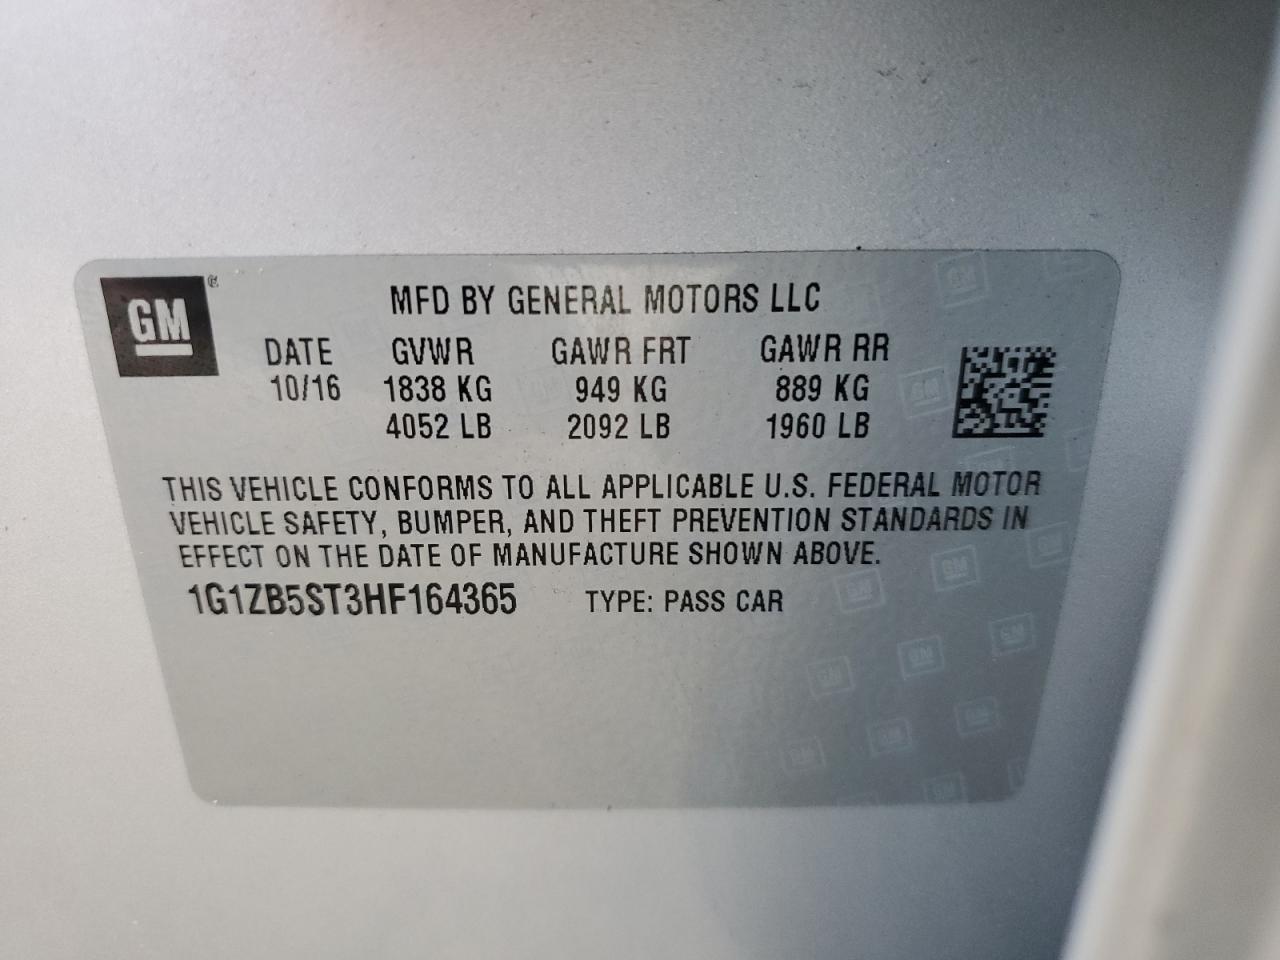 GM
MFD BY GENERAL MOTORS LLC
DATE GVWR GAWR FRT GAWR RR
10/16 1838 KG 949 KG 889 KG
4052 LB 2092 LB 1960 LB
THIS VEHICLE CONFORMS TO ALL APPLICABLE U.S. FEDERAL MOTOR
VEHICLE SAFETY, BUMPER, AND THEFT PREVENTION STANDARDS IN
EFFECT ON THE DATE OF MANUFACTURE SHOWN ABOVE.
1G1ZB5ST3HF164365 TYPE: PASS CAR